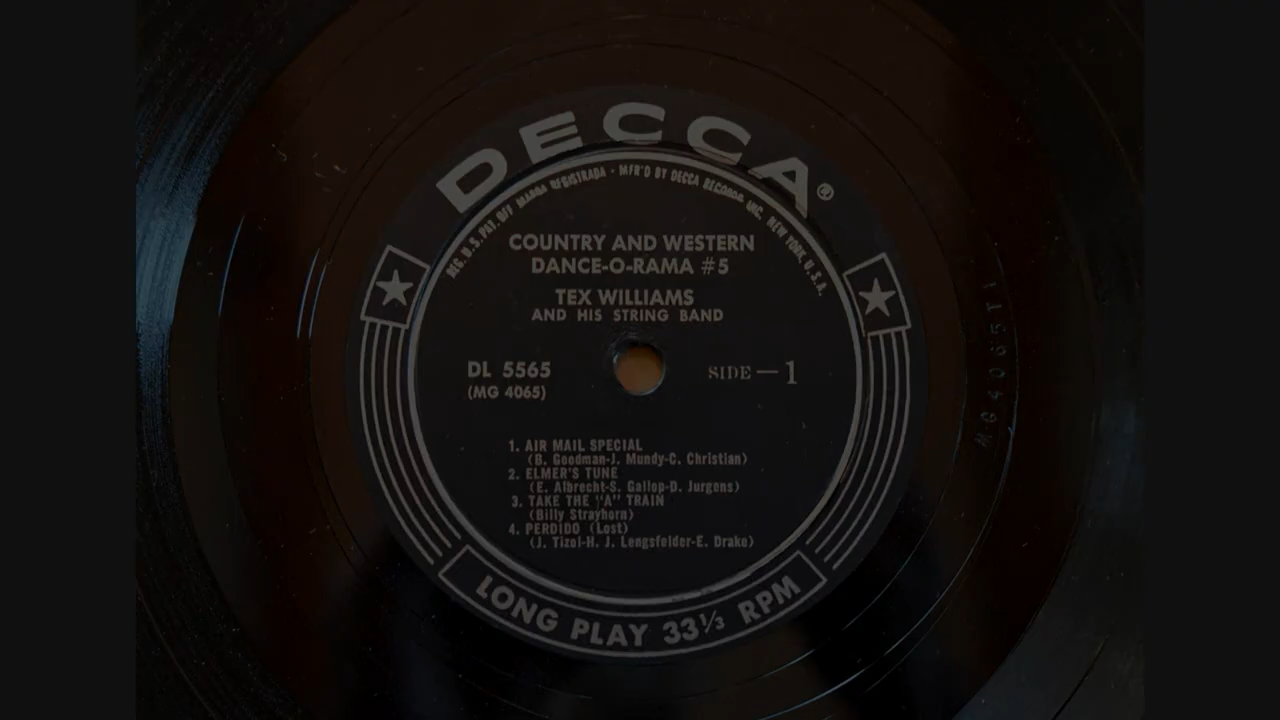 DECCA®
REG. U.S. PAT. OFF. MARCA REGISTRADA • MFR'D BY DECCA RECORDS INC. NEW YORK, U.S.A.
COUNTRY AND WESTERN
DANCE-O-RAMA #5
TEX WILLIAMS
AND HIS STRING BAND
DL 5565
(MG 4065)
SIDE—1
1. AIR MAIL SPECIAL
(B. Goodman-J. Mundy-C. Christian)
2. ELMER'S TUNE
(E. Albrecht-S. Gallop-D. Jurgens)
3. TAKE THE "A" TRAIN
(Billy Strayhorn)
4. PERDIDO (Lost)
(J. Tizol-H. J. Lengsfelder-E. Drake)
LONG PLAY 33⅓ RPM
MG4065T1